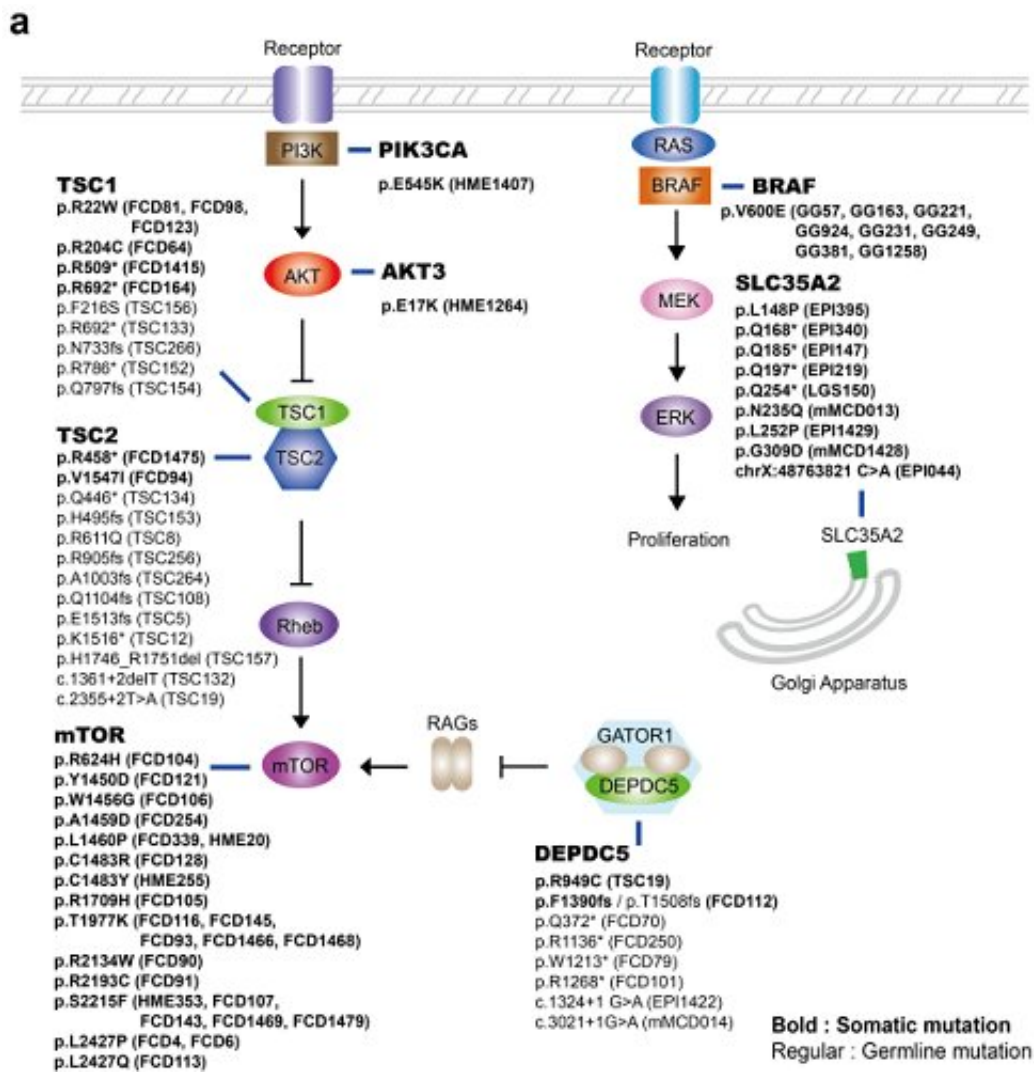 a
Receptor
PI3K
PIK3CA
p.E545K (HME1407)
AKT
AKT3
p.E17K (HME1264)
TSC1
p.R22W (FCD81, FCD98,
FCD123)
p.R204C (FCD64)
p.R509* (FCD1415)
p.R692* (FCD164)
p.F216S (TSC156)
p.R692* (TSC133)
p.N733fs (TSC266)
p.R786* (TSC152)
p.Q797fs (TSC154)
TSC1
TSC2
TSC2
p.R458* (FCD1475)
p.V1547I (FCD94)
p.Q446* (TSC134)
p.H495fs (TSC153)
p.R611Q (TSC8)
p.R905fs (TSC256)
p.A1003fs (TSC264)
p.Q1104fs (TSC108)
p.E1513fs (TSC5)
p.K1516* (TSC12)
p.H1746_R1751del (TSC157)
c.1361+2delT (TSC132)
c.2355+2T>A (TSC19)
Rheb
mTOR
p.R624H (FCD104)
p.Y1450D (FCD121)
p.W1456G (FCD106)
p.A1459D (FCD254)
p.L1460P (FCD339, HME20)
p.C1483R (FCD128)
p.C1483Y (HME255)
p.R1709H (FCD105)
p.T1977K (FCD116, FCD145,
FCD93, FCD1466, FCD1468)
p.R2134W (FCD90)
p.R2193C (FCD91)
p.S2215F (HME353, FCD107,
FCD143, FCD1469, FCD1479)
p.L2427P (FCD4, FCD6)
p.L2427Q (FCD113)
mTOR
RAGs
GATOR1
DEPDC5
DEPDC5
p.R949C (TSC19)
p.F1390fs / p.T1508fs (FCD112)
p.Q372* (FCD70)
p.R1136* (FCD250)
p.W1213* (FCD79)
p.R1268* (FCD101)
c.1324+1 G>A (EPI1422)
c.3021+1G>A (mMCD014)
Receptor
RAS
BRAF
BRAF
p.V600E (GG57, GG163, GG221,
GG924, GG231, GG249,
GG381, GG1258)
MEK
ERK
Proliferation
SLC35A2
p.L148P (EPI395)
p.Q168* (EPI340)
p.Q185* (EPI147)
p.Q197* (EPI219)
p.Q254* (LGS150)
p.N235Q (mMCD013)
p.L252P (EPI1429)
p.G309D (mMCD1428)
chrX:48763821 C>A (EPI044)
SLC35A2
Golgi Apparatus
Bold : Somatic mutation
Regular : Germline mutation